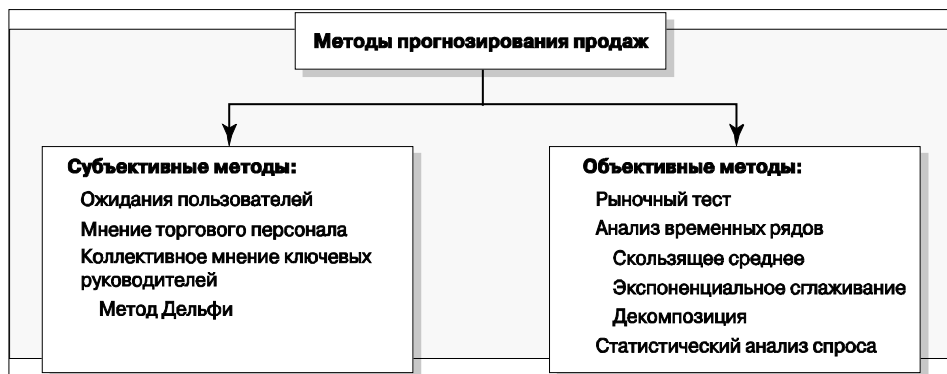 Методы прогнозирования продаж
Субъективные методы:
Ожидания пользователей
Мнение торгового персонала
Коллективное мнение ключевых
руководителей
Метод Дельфи
Объективные методы:
Рыночный тест
Анализ временных рядов
Скользящее среднее
Экспоненциальное сглаживание
Декомпозиция
Статистический анализ спроса